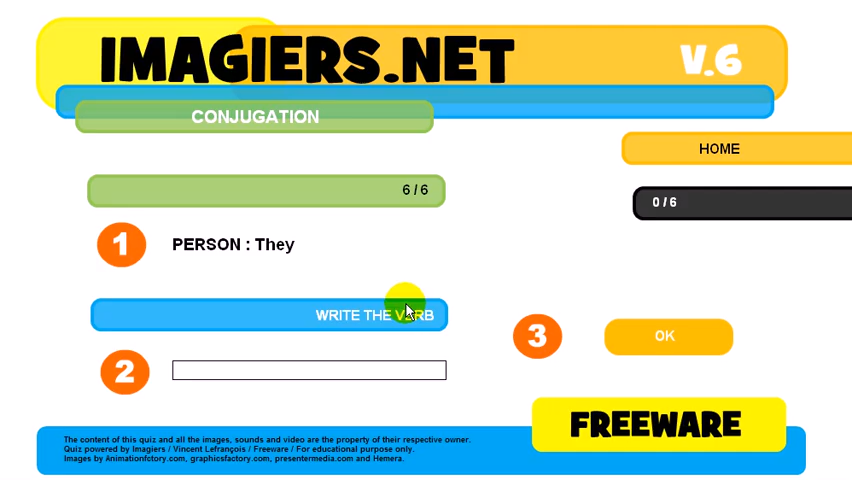 IMAGIERS.NET
V.6
CONJUGATION
HOME
6 / 6
0 / 6
1
PERSON : They
WRITE THE VERB
3
OK
2
FREEWARE
The content of this quiz and all the images, sounds and video are the property of their respective owner.
Quiz powered by Imagiers / Vincent Lefrançois / Freeware / For educational purpose only.
Images by Animationfctory.com, graphicsfactory.com, presentermedia.com and Hemera.